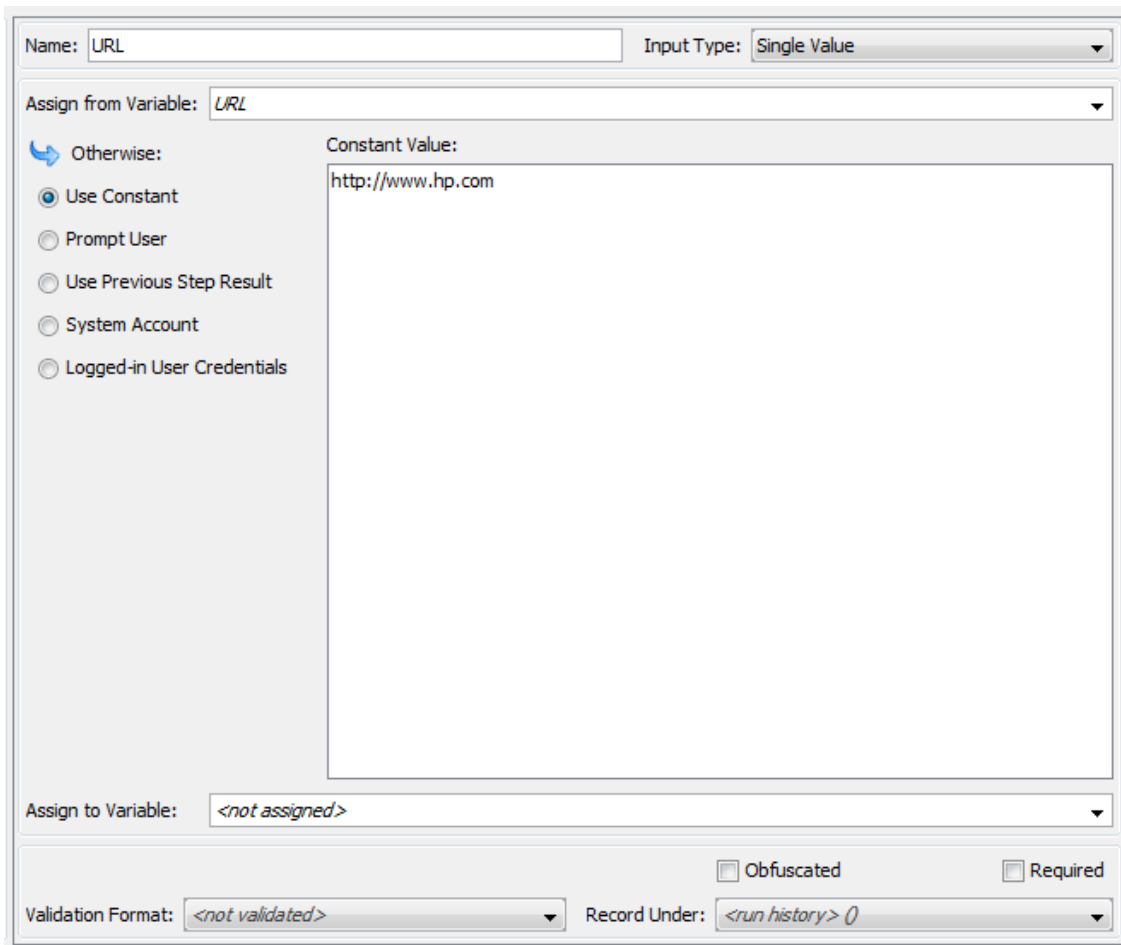 Name: URL Input Type: Single Value
Assign from Variable: URL
Otherwise: Constant Value:
http://www.hp.com
Use Constant
Prompt User
Use Previous Step Result
System Account
Logged-in User Credentials
Assign to Variable: <not assigned>
Obfuscated Required
Validation Format: <not validated> Record Under: <run history> ()